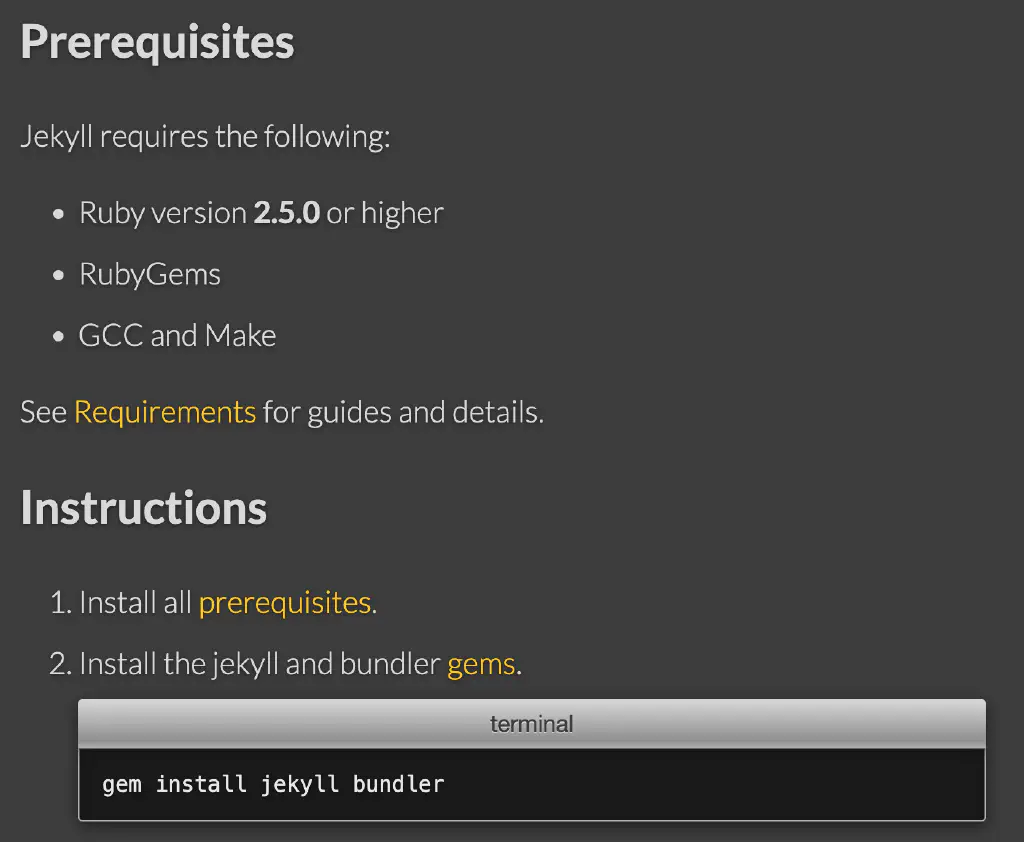 Prerequisites
Jekyll requires the following:
• Ruby version 2.5.0 or higher
• RubyGems
• GCC and Make
See Requirements for guides and details.
Instructions
1. Install all prerequisites.
2. Install the jekyll and bundler gems.
terminal
gem install jekyll bundler